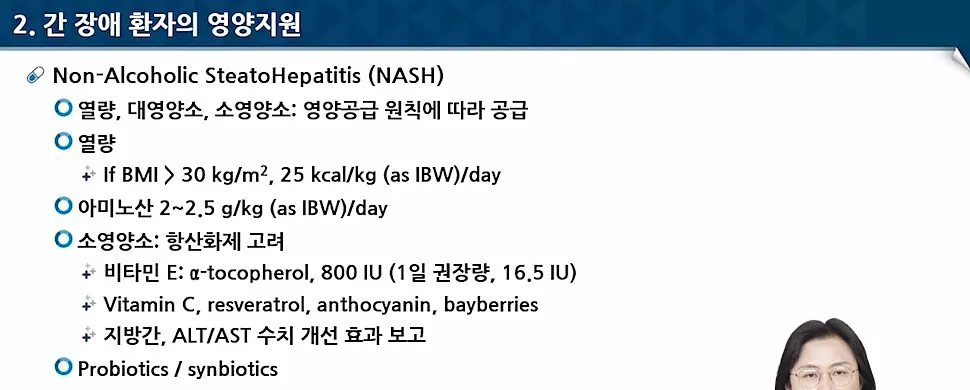 2. 간 장애 환자의 영양지원
Non-Alcoholic SteatoHepatitis (NASH)
열량, 대영양소, 소영양소: 영양공급 원칙에 따라 공급
열량
If BMI > 30 kg/m², 25 kcal/kg (as IBW)/day
아미노산 2~2.5 g/kg (as IBW)/day
소영양소: 항산화제 고려
비타민 E: α-tocopherol, 800 IU (1일 권장량, 16.5 IU)
Vitamin C, resveratrol, anthocyanin, bayberries
지방간, ALT/AST 수치 개선 효과 보고
Probiotics / synbiotics